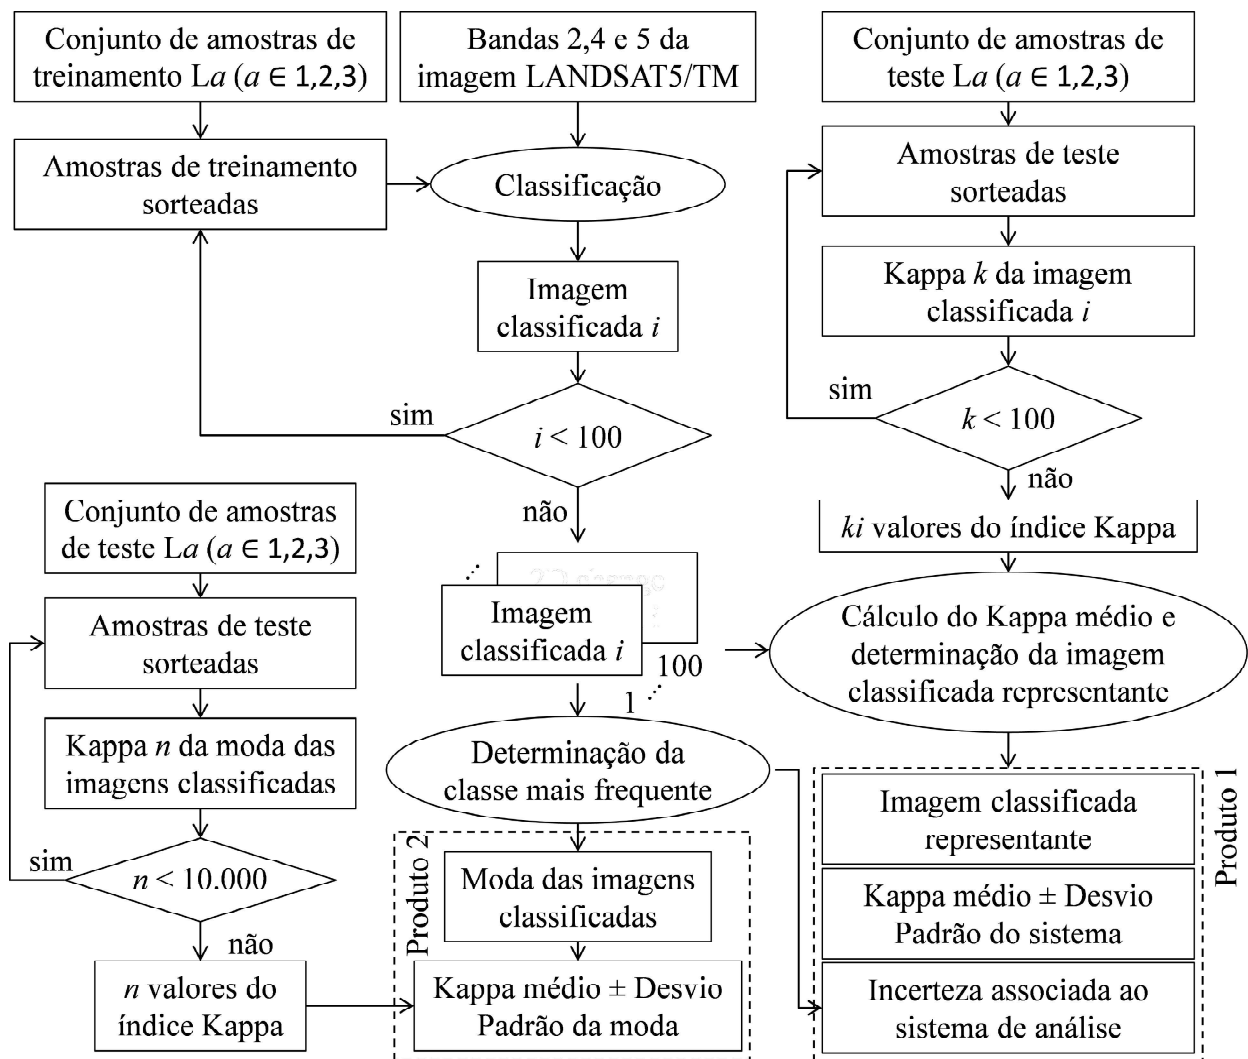 Conjunto de amostras de
treinamento La (a ∈ 1,2,3)
Bandas 2,4 e 5 da
imagem LANDSAT5/TM
Conjunto de amostras de
teste La (a ∈ 1,2,3)
Amostras de treinamento
sorteadas
Classificação
Amostras de teste
sorteadas
Imagem
classificada i
Kappa k da imagem
classificada i
sim
i < 100
não
sim
k < 100
não
ki valores do índice Kappa
Conjunto de amostras
de teste La (a ∈ 1,2,3)
Amostras de teste
sorteadas
Kappa n da moda das
imagens classificadas
sim
n < 10.000
não
n valores do
índice Kappa
Imagem
classificada i
100
1
Determinação da
classe mais frequente
Produto 2
Moda das imagens
classificadas
Kappa médio ± Desvio
Padrão da moda
Cálculo do Kappa médio e
determinação da imagem
classificada representante
Produto 1
Imagem classificada
representante
Kappa médio ± Desvio
Padrão do sistema
Incerteza associada ao
sistema de análise